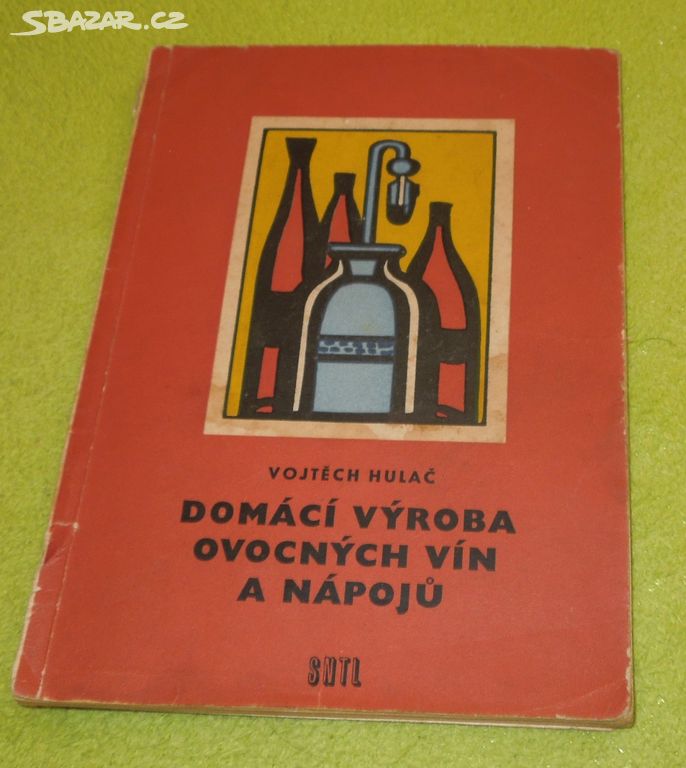 SBAZAR.CZ
VOJTĚCH HULAČ
DOMÁCÍ VÝROBA
OVOCNÝCH VÍN
A NÁPOJŮ
SNTL